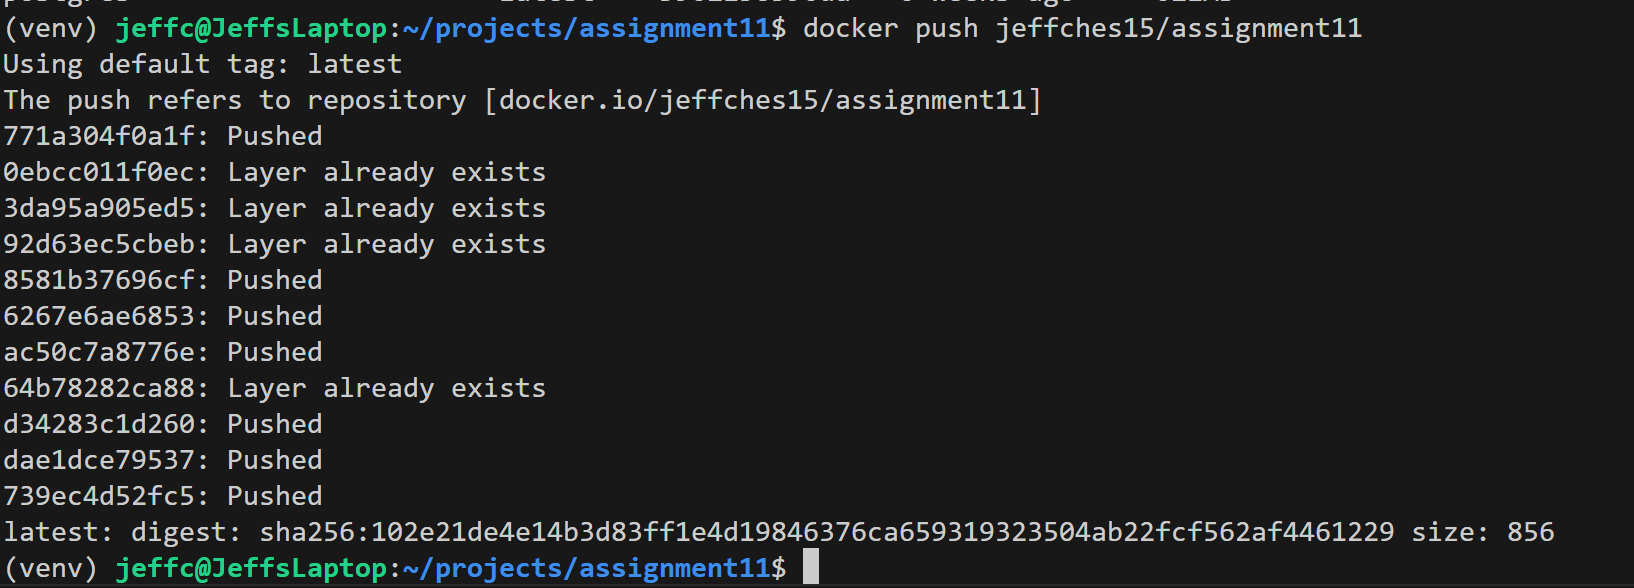 (venv) jeffc@JeffsLaptop:~/projects/assignment11$ docker push jeffches15/assignment11
Using default tag: latest
The push refers to repository [docker.io/jeffches15/assignment11]
771a304f0a1f: Pushed
0ebcc011f0ec: Layer already exists
3da95a905ed5: Layer already exists
92d63ec5cbeb: Layer already exists
8581b37696cf: Pushed
6267e6ae6853: Pushed
ac50c7a8776e: Pushed
64b78282ca88: Layer already exists
d34283c1d260: Pushed
dae1dce79537: Pushed
739ec4d52fc5: Pushed
latest: digest: sha256:102e21de4e14b3d83ff1e4d19846376ca659319323504ab22fcf562af4461229 size: 856
(venv) jeffc@JeffsLaptop:~/projects/assignment11$